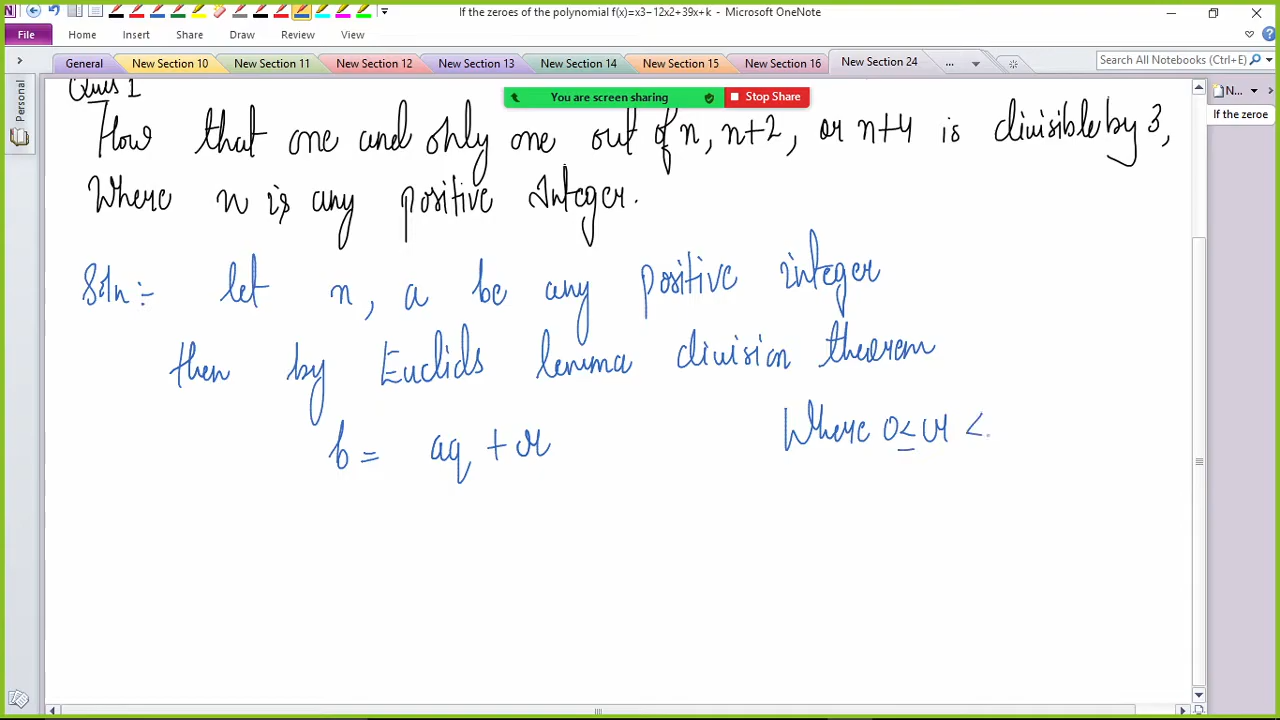 If the zeroes of the polynomial f(x)=x3−12x2+39x+k - Microsoft OneNote
File Home Insert Share Draw Review View
General New Section 10 New Section 11 New Section 12 New Section 13 New Section 14 New Section 15 New Section 16 New Section 24 ... Search All Notebooks (Ctrl+E)
Personal
You are screen sharing Stop Share
N...
If the zeroe
Ques 1
How that one and only one out of n, n+2, or n+4 is divisible by 3,
Where n is any positive Integer.
Soln:- let n, a be any positive integer
then by Euclids lemma division theorem
b = aq + r Where 0≤ r <